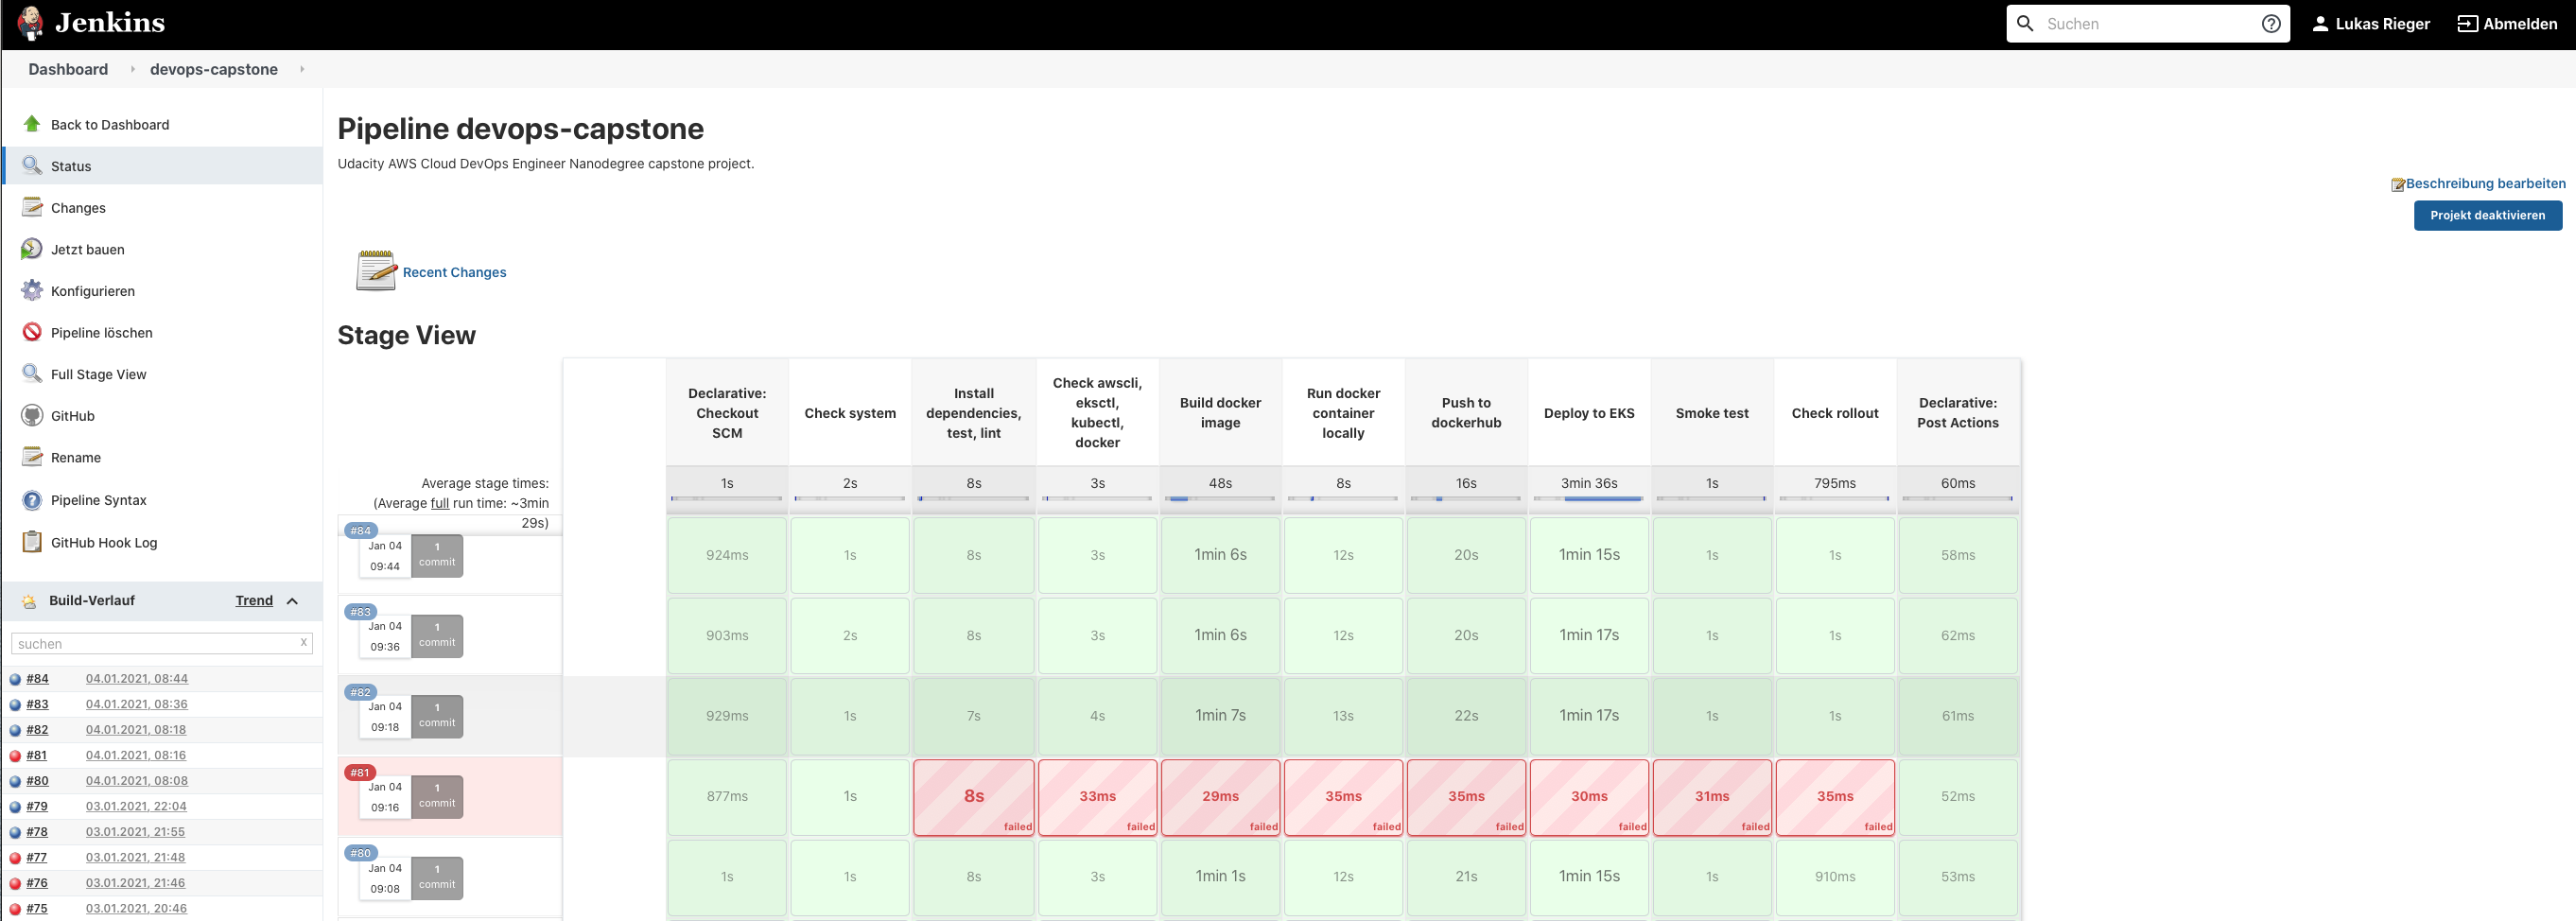 Jenkins
Suchen
Lukas Rieger
Abmelden
Dashboard
devops-capstone
Back to Dashboard
Status
Changes
Jetzt bauen
Konfigurieren
Pipeline löschen
Full Stage View
GitHub
Rename
Pipeline Syntax
GitHub Hook Log
Build-Verlauf
Trend
suchen
x
#84 04.01.2021, 08:44
#83 04.01.2021, 08:36
#82 04.01.2021, 08:18
#81 04.01.2021, 08:16
#80 04.01.2021, 08:08
#79 03.01.2021, 22:04
#78 03.01.2021, 21:55
#77 03.01.2021, 21:48
#76 03.01.2021, 21:46
#75 03.01.2021, 20:46
Pipeline devops-capstone
Udacity AWS Cloud DevOps Engineer Nanodegree capstone project.
Beschreibung bearbeiten
Projekt deaktivieren
Recent Changes
Stage View
Declarative:
Checkout
SCM
Check system
Install
dependencies,
test, lint
Check awscli,
eksctl,
kubectl,
docker
Build docker
image
Run docker
container
locally
Push to
dockerhub
Deploy to EKS
Smoke test
Check rollout
Declarative:
Post Actions
Average stage times:
(Average full run time: ~3min
29s)
1s 2s 8s 3s 48s 8s 16s 3min 36s 1s 795ms 60ms
#84
Jan 04
09:44
1
commit
924ms 1s 8s 3s 1min 6s 12s 20s 1min 15s 1s 1s 58ms
#83
Jan 04
09:36
1
commit
903ms 2s 8s 3s 1min 6s 12s 20s 1min 17s 1s 1s 62ms
#82
Jan 04
09:18
1
commit
929ms 1s 7s 4s 1min 7s 13s 22s 1min 17s 1s 1s 61ms
#81
Jan 04
09:16
1
commit
877ms 1s 8s 33ms 29ms 35ms 35ms 30ms 31ms 35ms 52ms
failed failed failed failed failed failed failed failed
#80
Jan 04
09:08
1
commit
1s 1s 8s 3s 1min 1s 12s 21s 1min 15s 1s 910ms 53ms